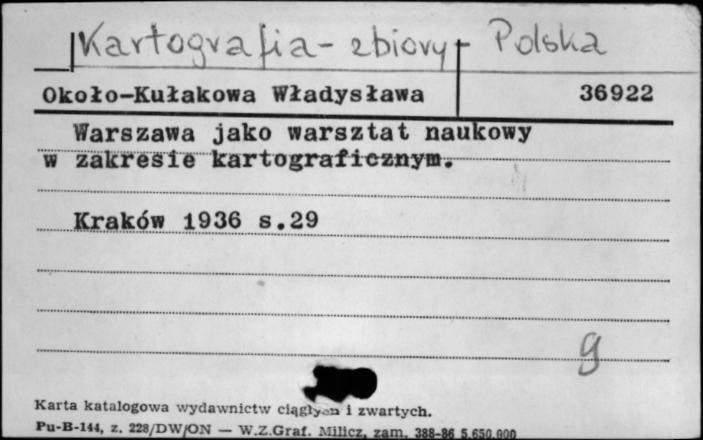 Kartografia - zbiory - Polska
Około-Kułakowa Władysława 36922
Warszawa jako warsztat naukowy
w zakresie kartograficznym.
Kraków 1936 s.29
g
Karta katalogowa wydawnictw ciągłych i zwartych.
Pu-B-144, z. 228/DW/ON — W.Z.Graf. Milicz, zam. 388-86 5.650.000